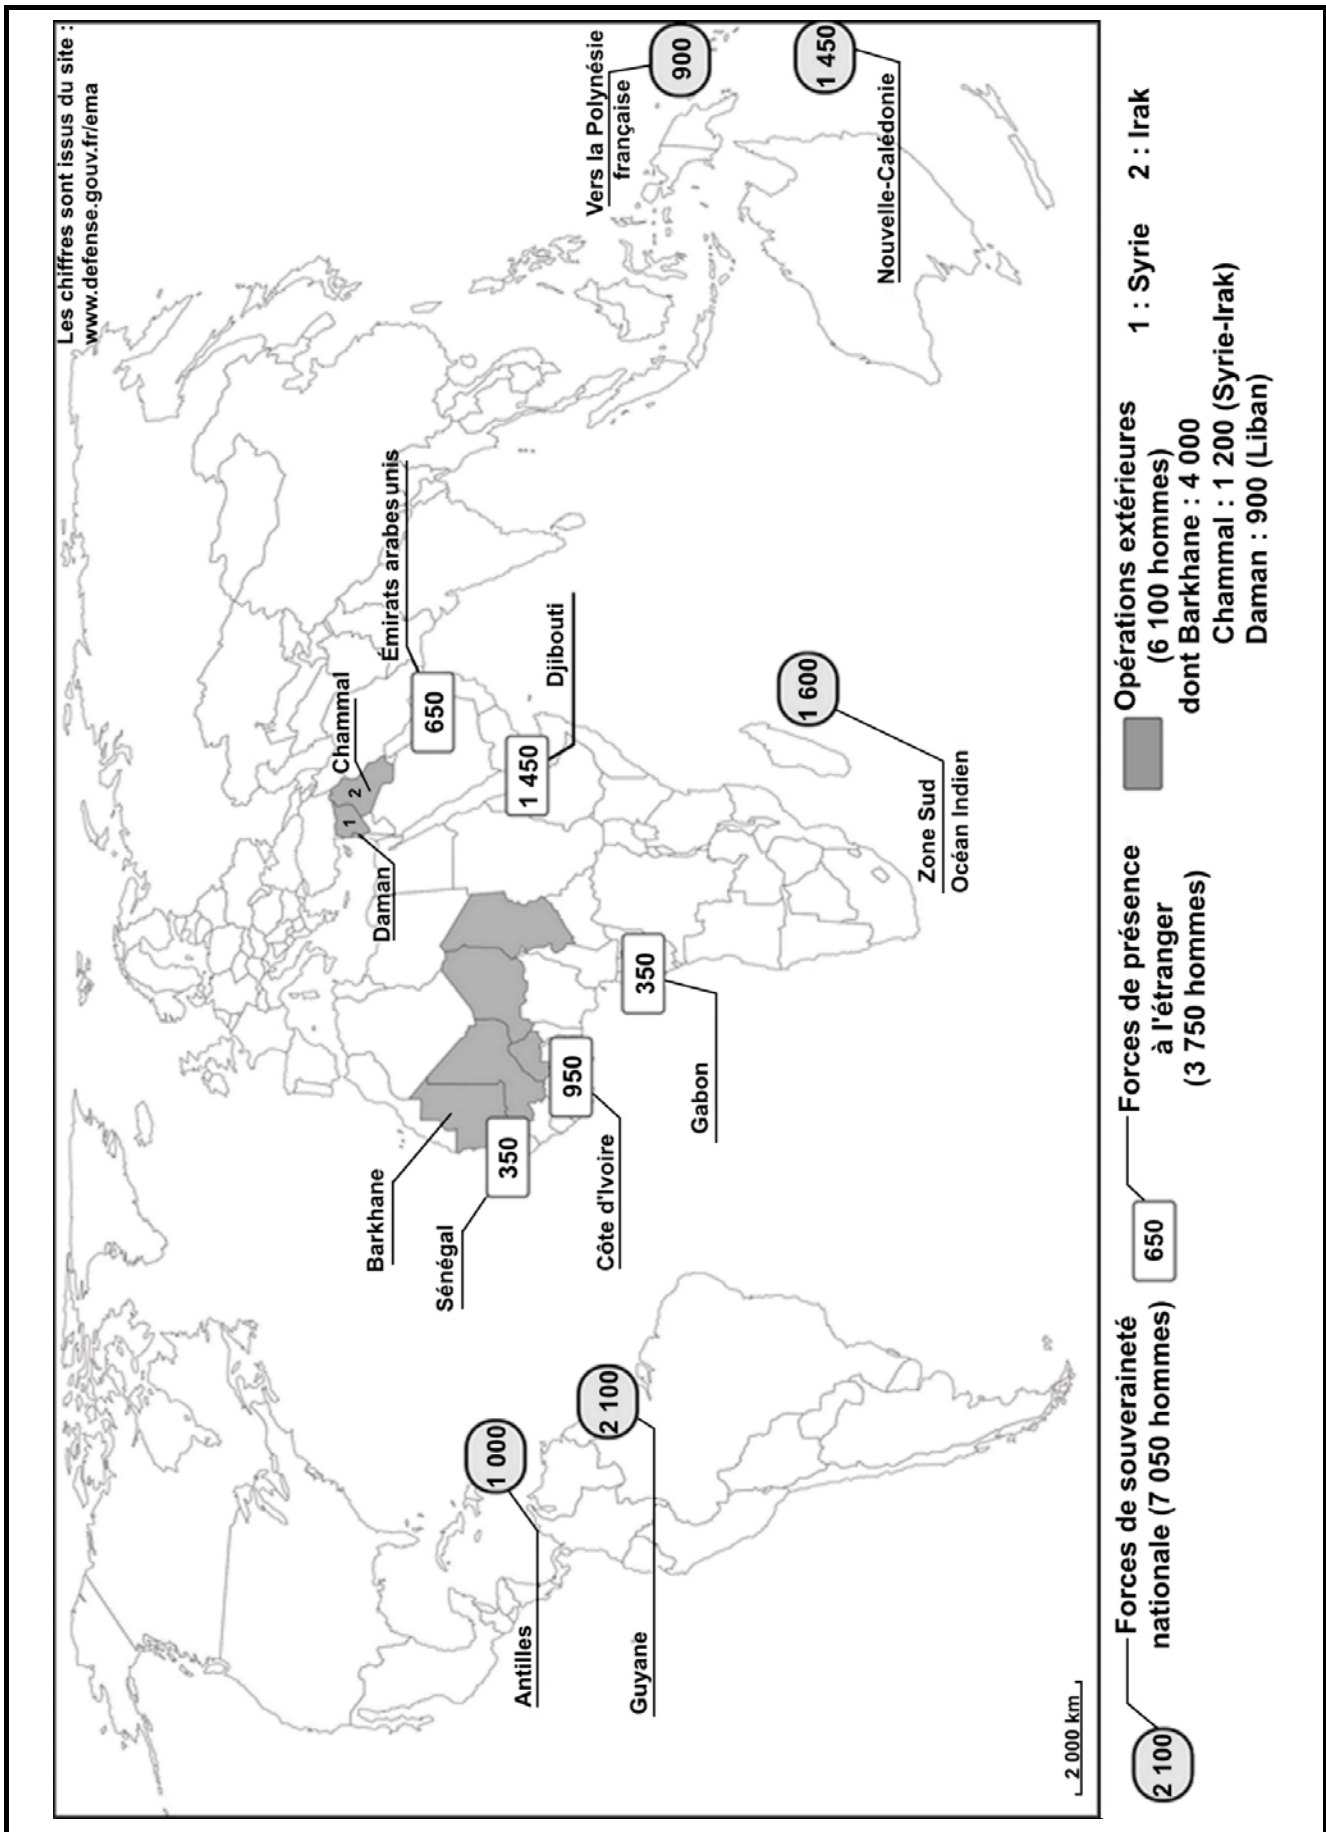 Les chiffres sont issus du site :
www.defense.gouv.fr/ema
Vers la Polynésie
française
900
1 450
Nouvelle-Calédonie
Émirats arabes unis
650
Chammal
1
2
Daman
Djibouti
1 450
1 600
Zone Sud
Océan Indien
Barkhane
Sénégal
350
Côte d'Ivoire
950
Gabon
350
Antilles
1 000
Guyane
2 100
2 000 km
2 100
Forces de souveraineté
nationale (7 050 hommes)
650
Forces de présence
à l'étranger
(3 750 hommes)
Opérations extérieures
(6 100 hommes)
dont Barkhane : 4 000
Chammal : 1 200 (Syrie-Irak)
Daman : 900 (Liban)
1 : Syrie 2 : Irak